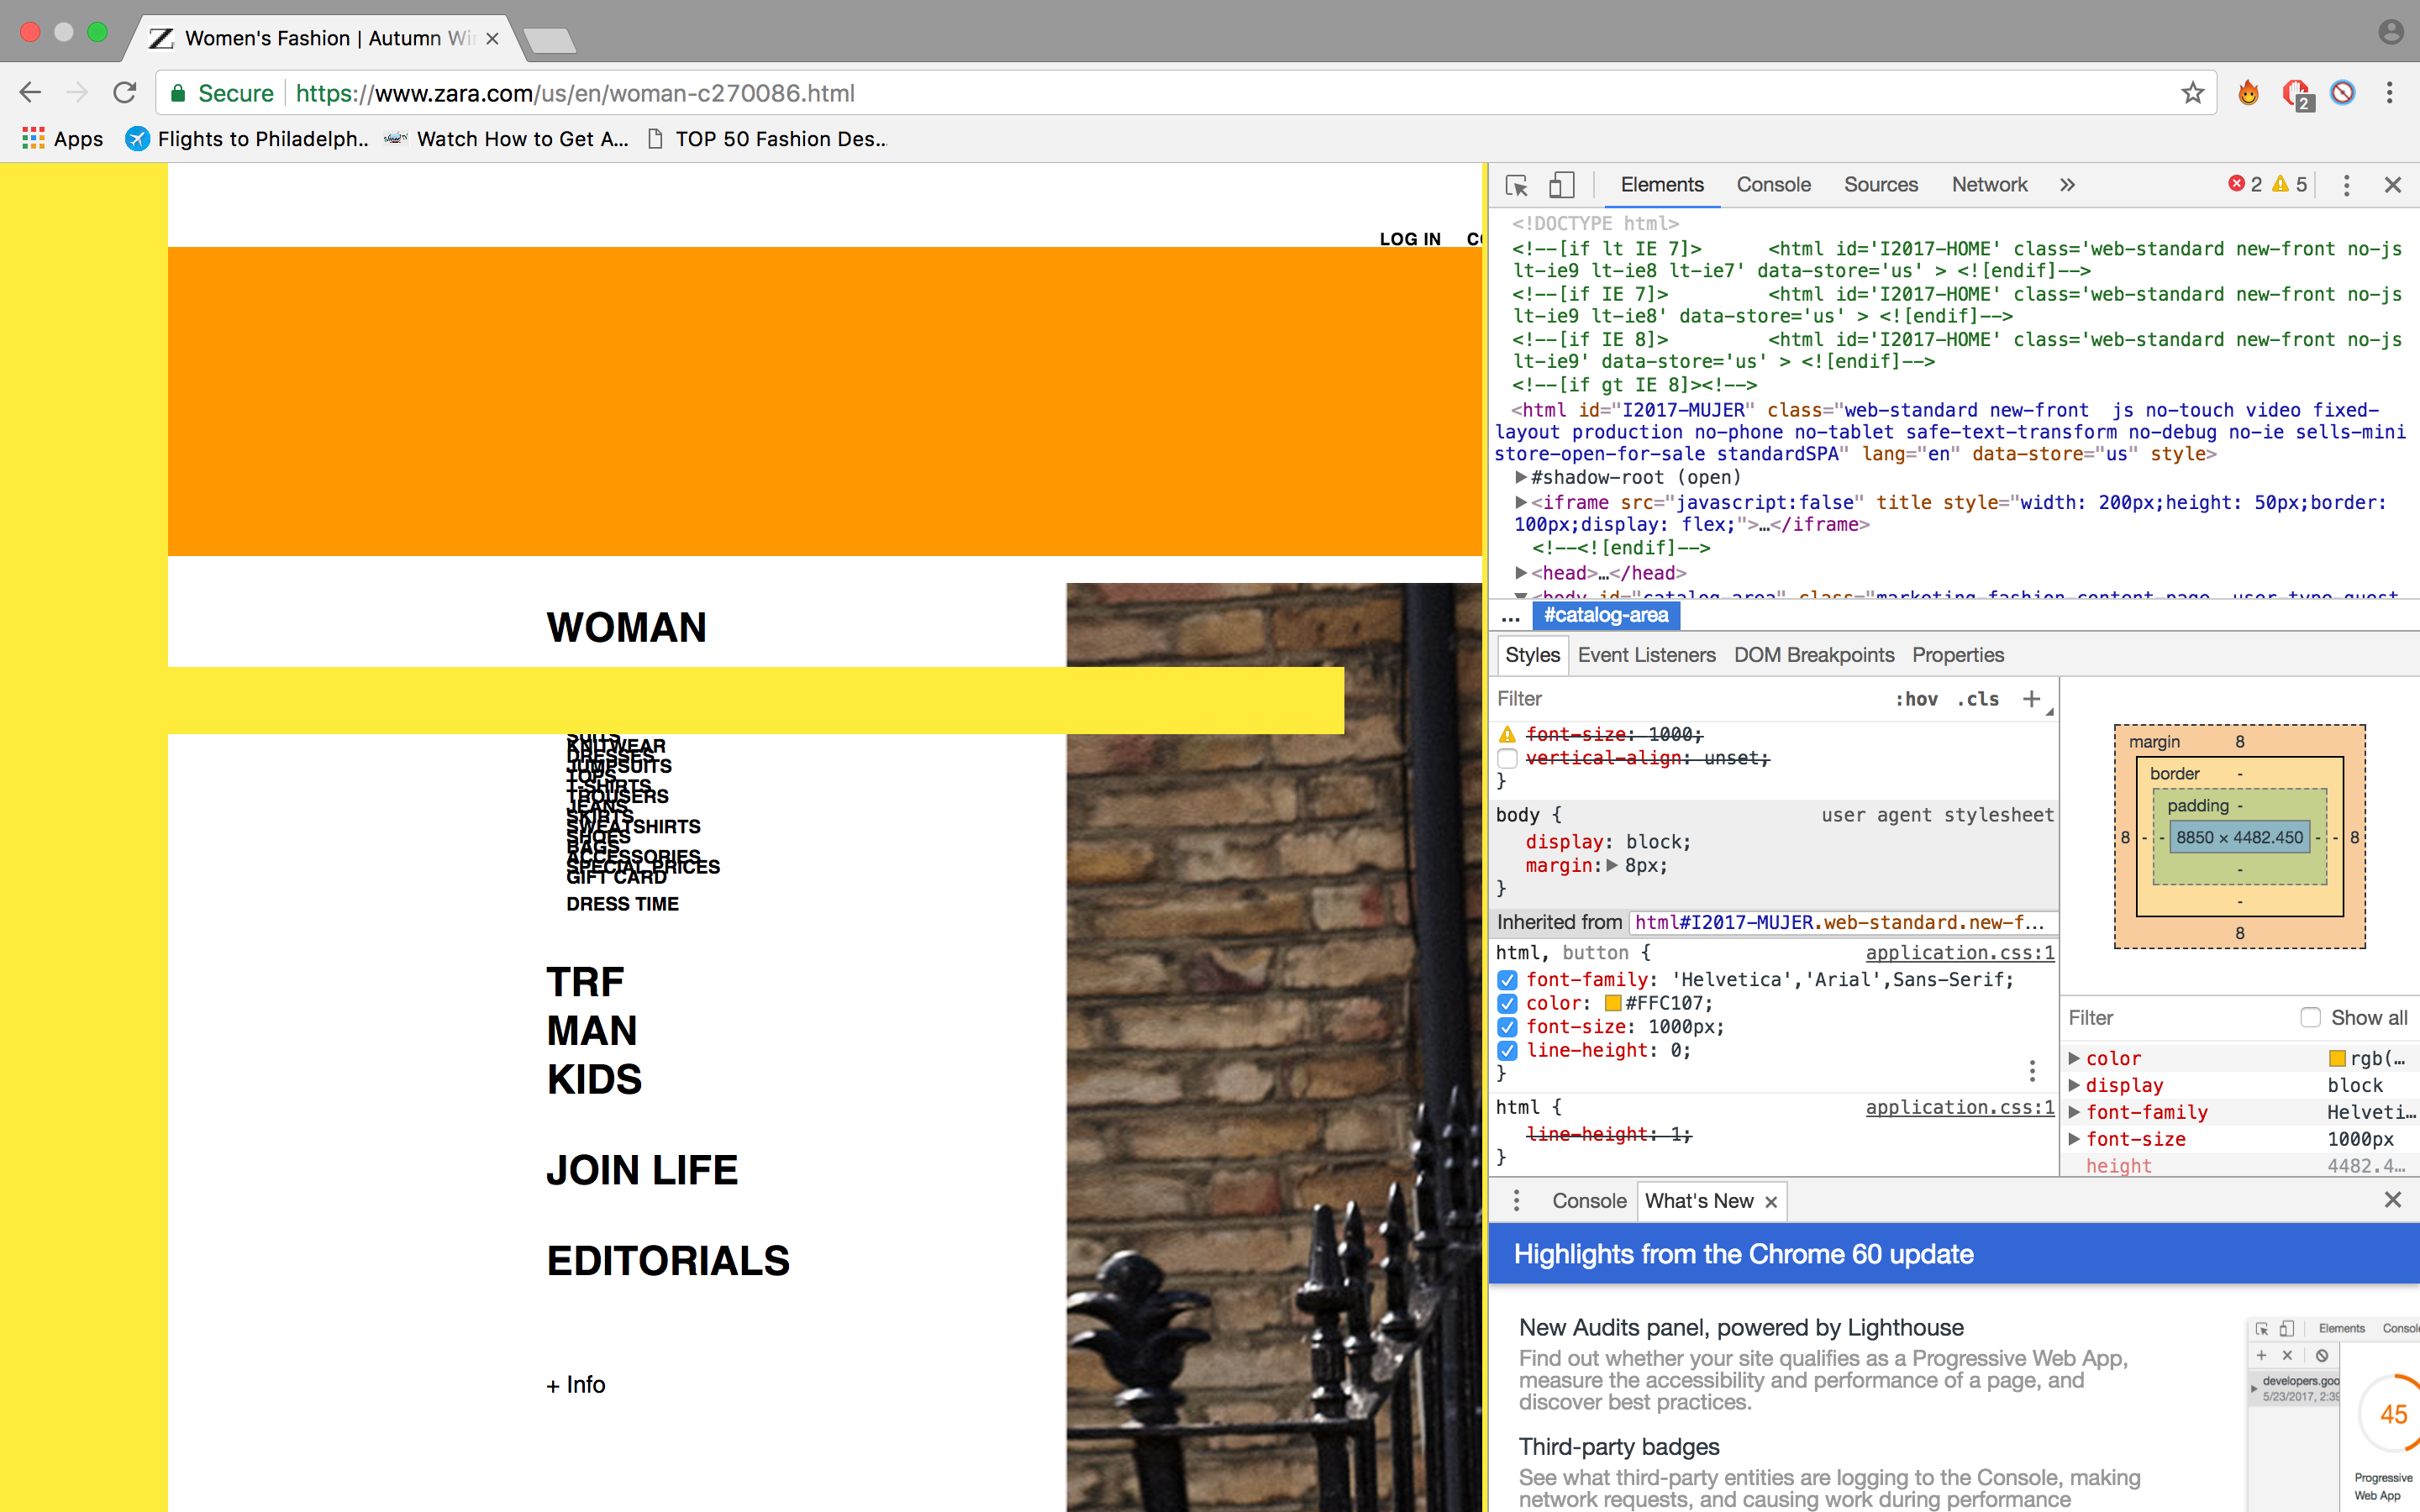 Women's Fashion | Autumn Wi
Secure https://www.zara.com/us/en/woman-c270086.html
2
Apps Flights to Philadelph.. Watch How to Get A... TOP 50 Fashion Des...
LOG IN
WOMAN
SUITS
KNITWEAR
DRESSES
JUMPSUITS
TOPS
T-SHIRTS
TROUSERS
JEANS
SKIRTS
SWEATSHIRTS
SHOES
BAGS
ACCESSORIES
SPECIAL PRICES
GIFT CARD
DRESS TIME
TRF
MAN
KIDS
JOIN LIFE
EDITORIALS
+ Info
Elements Console Sources Network » 2 5
<!DOCTYPE html>
<!--[if lt IE 7]> <html id='I2017-HOME' class='web-standard new-front no-js
lt-ie9 lt-ie8 lt-ie7' data-store='us' > <![endif]-->
<!--[if IE 7]> <html id='I2017-HOME' class='web-standard new-front no-js
lt-ie9 lt-ie8' data-store='us' > <![endif]-->
<!--[if IE 8]> <html id='I2017-HOME' class='web-standard new-front no-js
lt-ie9' data-store='us' > <![endif]-->
<!--[if gt IE 8]><!-->
<html id="I2017-MUJER" class="web-standard new-front js no-touch video fixed-
layout production no-phone no-tablet safe-text-transform no-debug no-ie sells-mini
store-open-for-sale standardSPA" lang="en" data-store="us" style>
▶#shadow-root (open)
▶<iframe src="javascript:false" title style="width: 200px;height: 50px;border:
100px;display: flex;">…</iframe>
<!--<![endif]-->
▶<head>…</head>
▼<body id="catalog-area" class="marketing fashion content page user-type-guest
... #catalog-area
Styles Event Listeners DOM Breakpoints Properties
Filter :hov .cls +
font-size: 1000;
vertical-align: unset;
}
body { user agent stylesheet
display: block;
margin:▶ 8px;
}
Inherited from html#I2017-MUJER.web-standard.new-f...
html, button { application.css:1
font-family: 'Helvetica','Arial',Sans-Serif;
color: #FFC107;
font-size: 1000px;
line-height: 0;
}
html { application.css:1
line-height: 1;
}
margin 8
border -
padding -
8 - - 8850 × 4482.450 - - 8
-
-
8
Filter Show all
▶ color rgb(…
▶ display block
▶ font-family Helveti…
▶ font-size 1000px
height 4482.4…
Console What's New
Highlights from the Chrome 60 update
New Audits panel, powered by Lighthouse
Find out whether your site qualifies as a Progressive Web App,
measure the accessibility and performance of a page, and
discover best practices.
Third-party badges
See what third-party entities are logging to the Console, making
network requests, and causing work during performance
Elements Console
developers.goo
5/23/2017, 2:39
45
Progressive
Web App